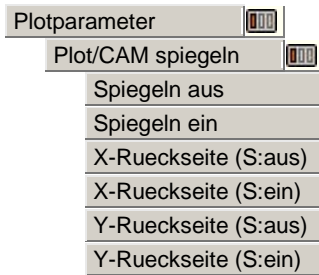 Plotparameter
Plot/CAM spiegeln
Spiegeln aus
Spiegeln ein
X-Rueckseite (S:aus)
X-Rueckseite (S:ein)
Y-Rueckseite (S:aus)
Y-Rueckseite (S:ein)